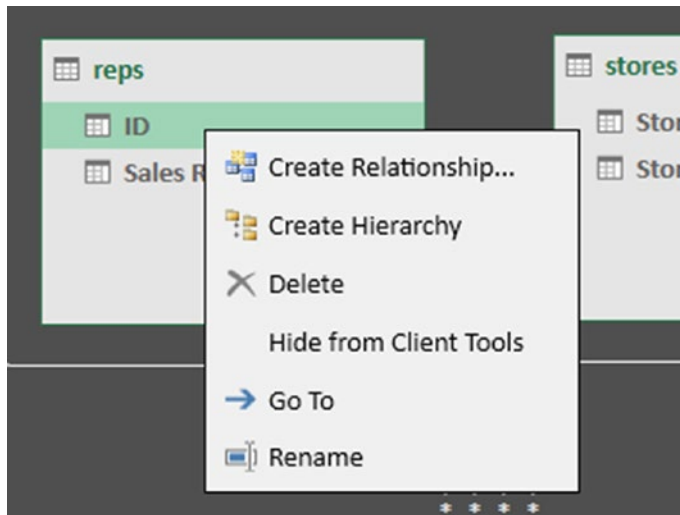 reps
stores
ID
Sales R
Stor
Stor
Create Relationship...
Create Hierarchy
Delete
Hide from Client Tools
Go To
Rename
* * * *